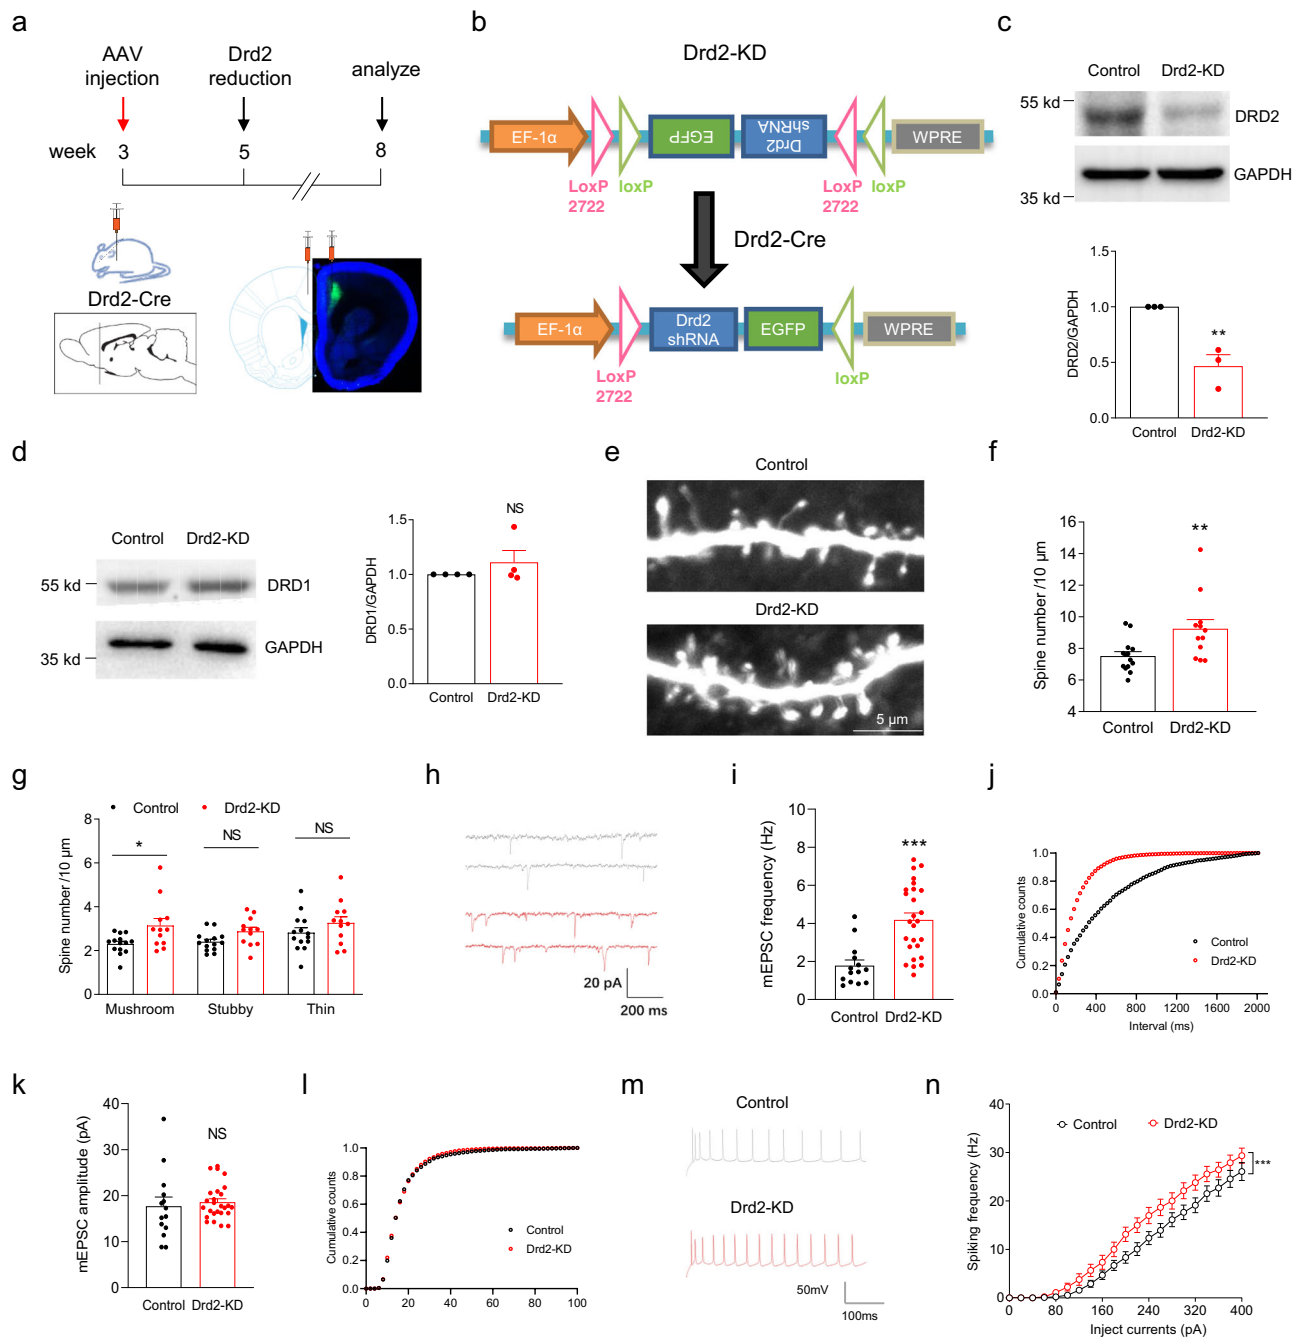 a
AAV
injection
Drd2
reduction
analyze
week 3 5 8
Drd2-Cre
b
Drd2-KD
EF-1α
EGFP
Drd2
shRNA
WPRE
LoxP
2722
loxP
LoxP
2722
loxP
Drd2-Cre
EF-1α
Drd2
shRNA
EGFP
WPRE
LoxP
2722
loxP
c
Control Drd2-KD
55 kd
DRD2
GAPDH
35 kd
DRD2/GAPDH
1.5
1.0
0.5
0.0
**
Control Drd2-KD
d
Control Drd2-KD
55 kd
DRD1
GAPDH
35 kd
DRD1/GAPDH
NS
1.5
1.0
0.5
0.0
Control Drd2-KD
e
Control
Drd2-KD
5 μm
f
Spine number /10 μm
16
14
12
10
8
6
4
**
Control Drd2-KD
g
Control Drd2-KD
Spine number /10 μm
8
6
4
2
0
* NS NS
Mushroom Stubby Thin
h
20 pA
200 ms
i
mEPSC frequency (Hz)
8
6
4
2
0
***
Control Drd2-KD
j
Cumulative counts
1.0
0.8
0.6
0.4
0.2
0.0
Control
Drd2-KD
0 400 800 1200 1600 2000
Interval (ms)
k
mEPSC amplitude (pA)
40
30
20
10
0
NS
Control Drd2-KD
l
Cumulative counts
1.0
0.8
0.6
0.4
0.2
0.0
Control
Drd2-KD
0 20 40 60 80 100
m
Control
Drd2-KD
50mV
100ms
n
Spiking frequency (Hz)
40
30
20
10
0
Control Drd2-KD
***
0 80 160 240 320 400
Inject currents (pA)